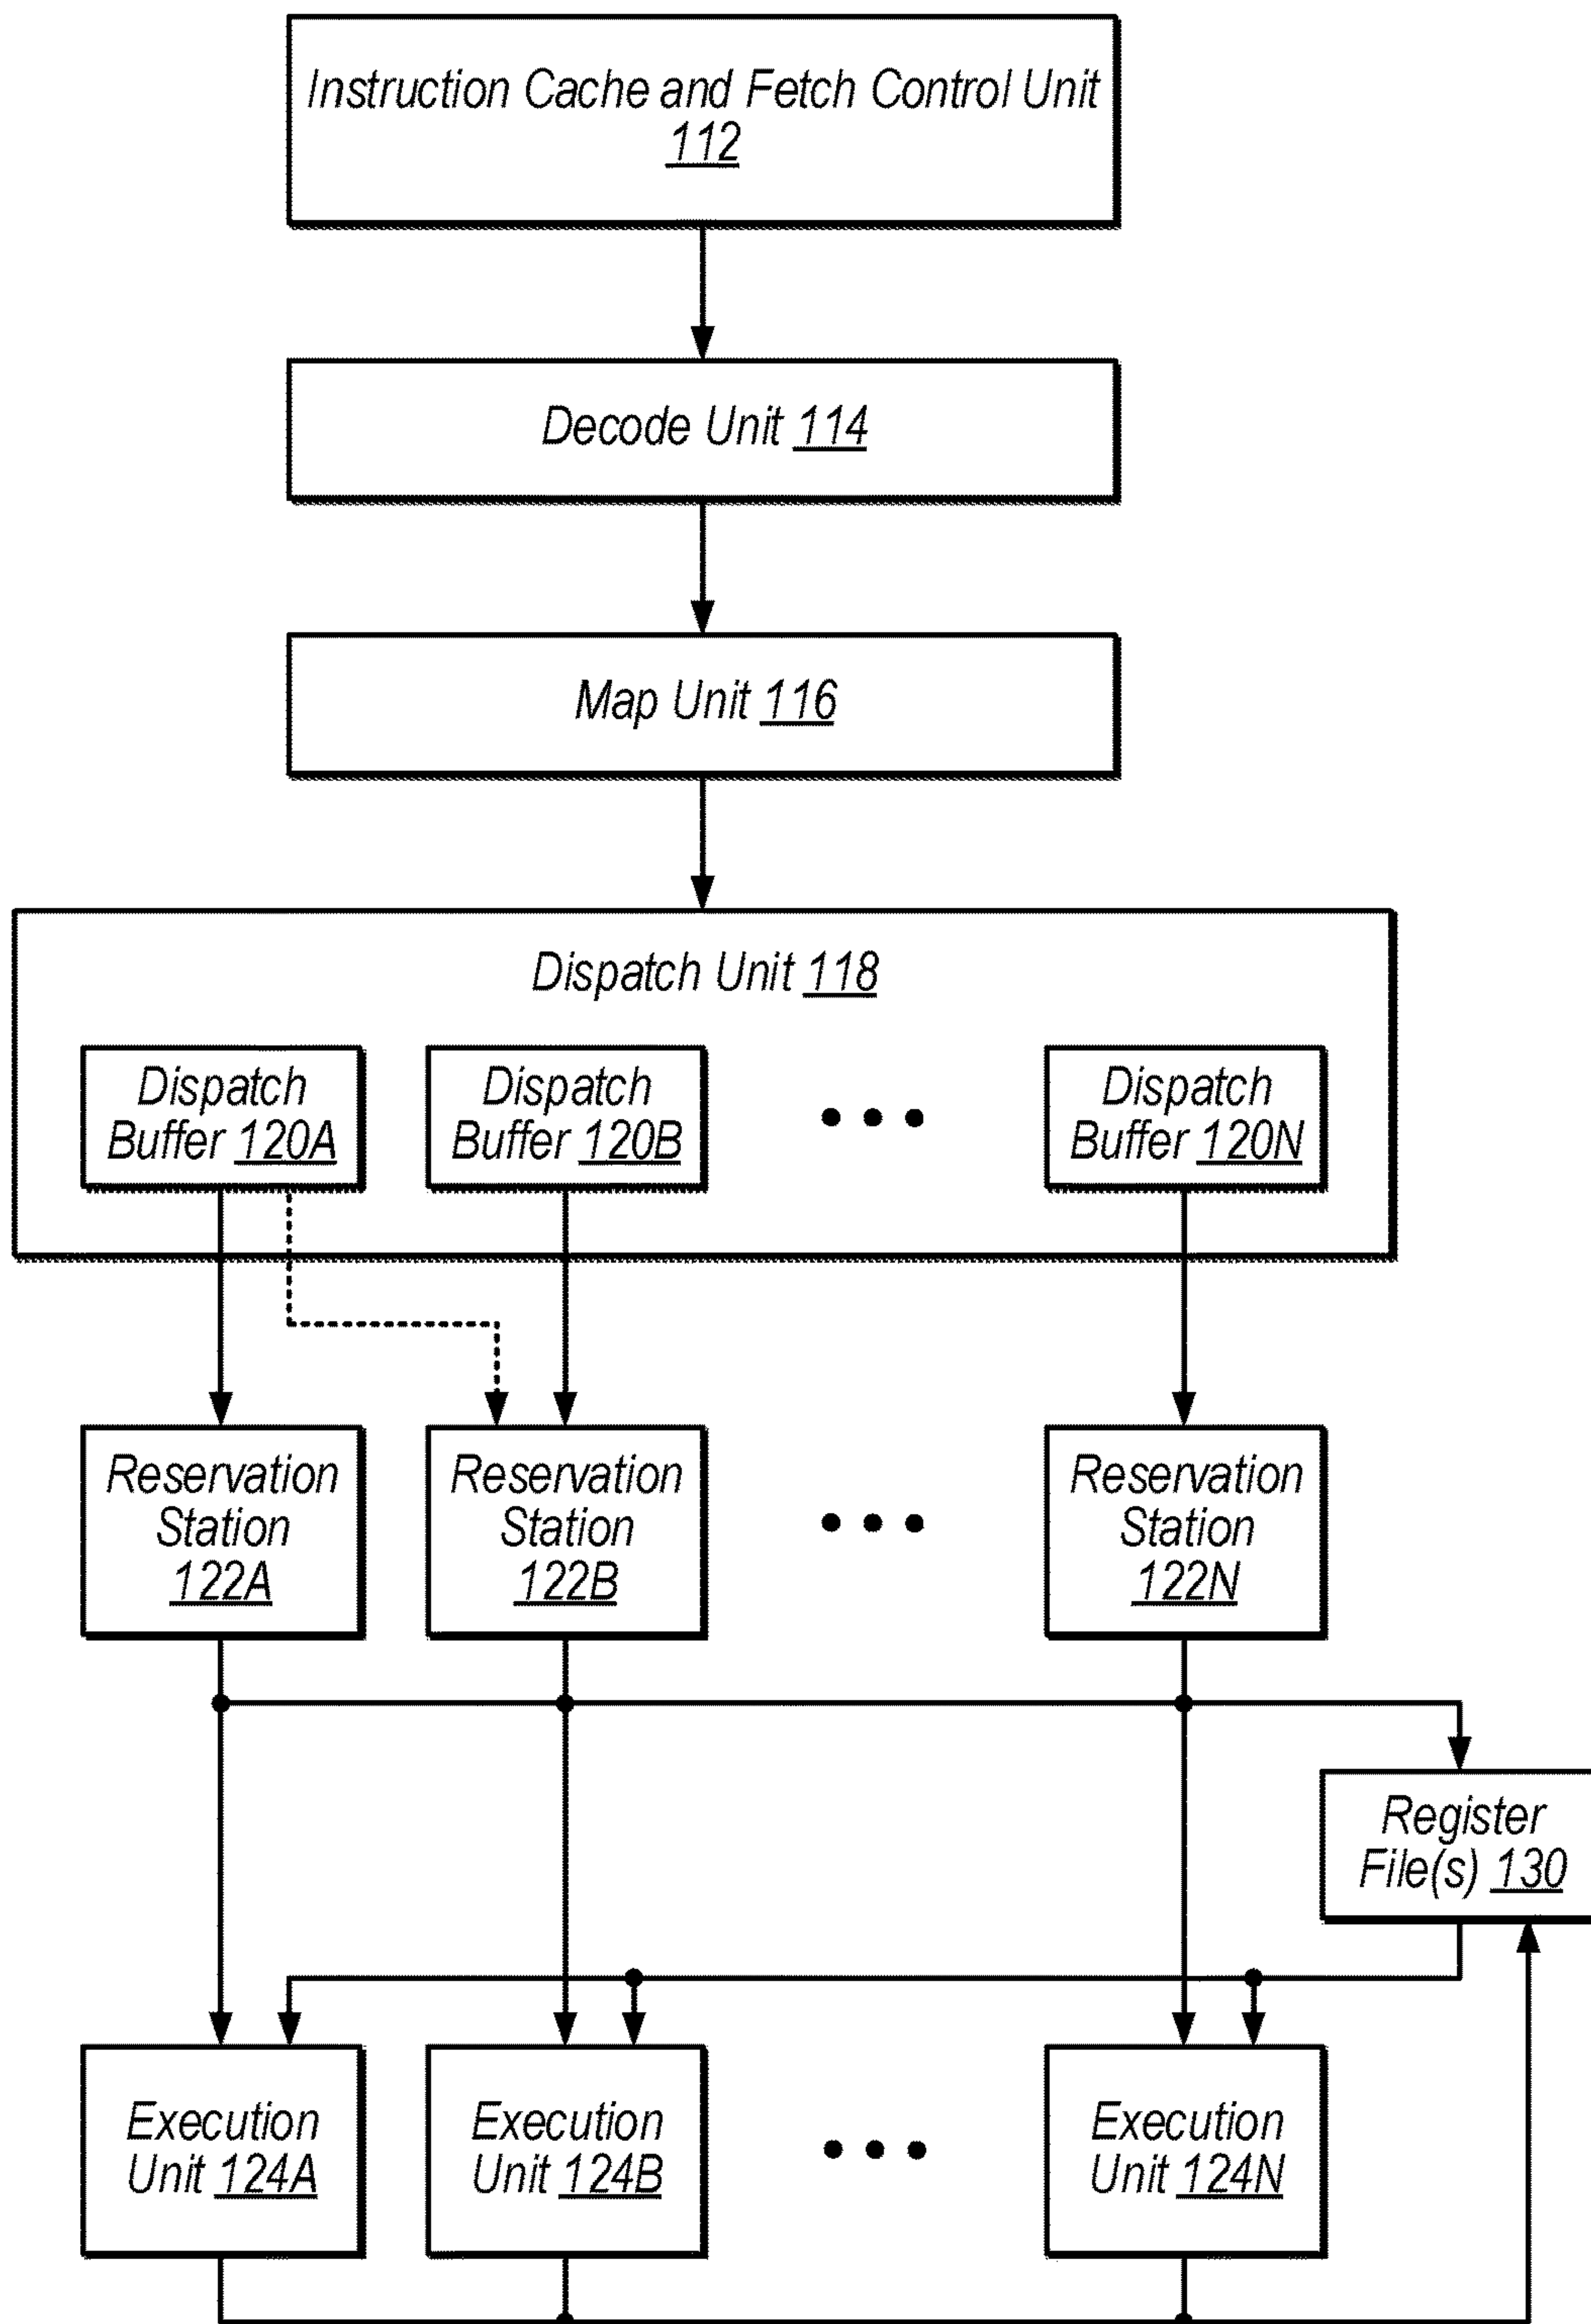 Instruction Cache and Fetch Control Unit
112
Decode Unit 114
Map Unit 116
Dispatch Unit 118
Dispatch
Buffer 120A
Dispatch
Buffer 120B
Dispatch
Buffer 120N
Reservation
Station
122A
Reservation
Station
122B
Reservation
Station
122N
Register
File(s) 130
Execution
Unit 124A
Execution
Unit 124B
Execution
Unit 124N